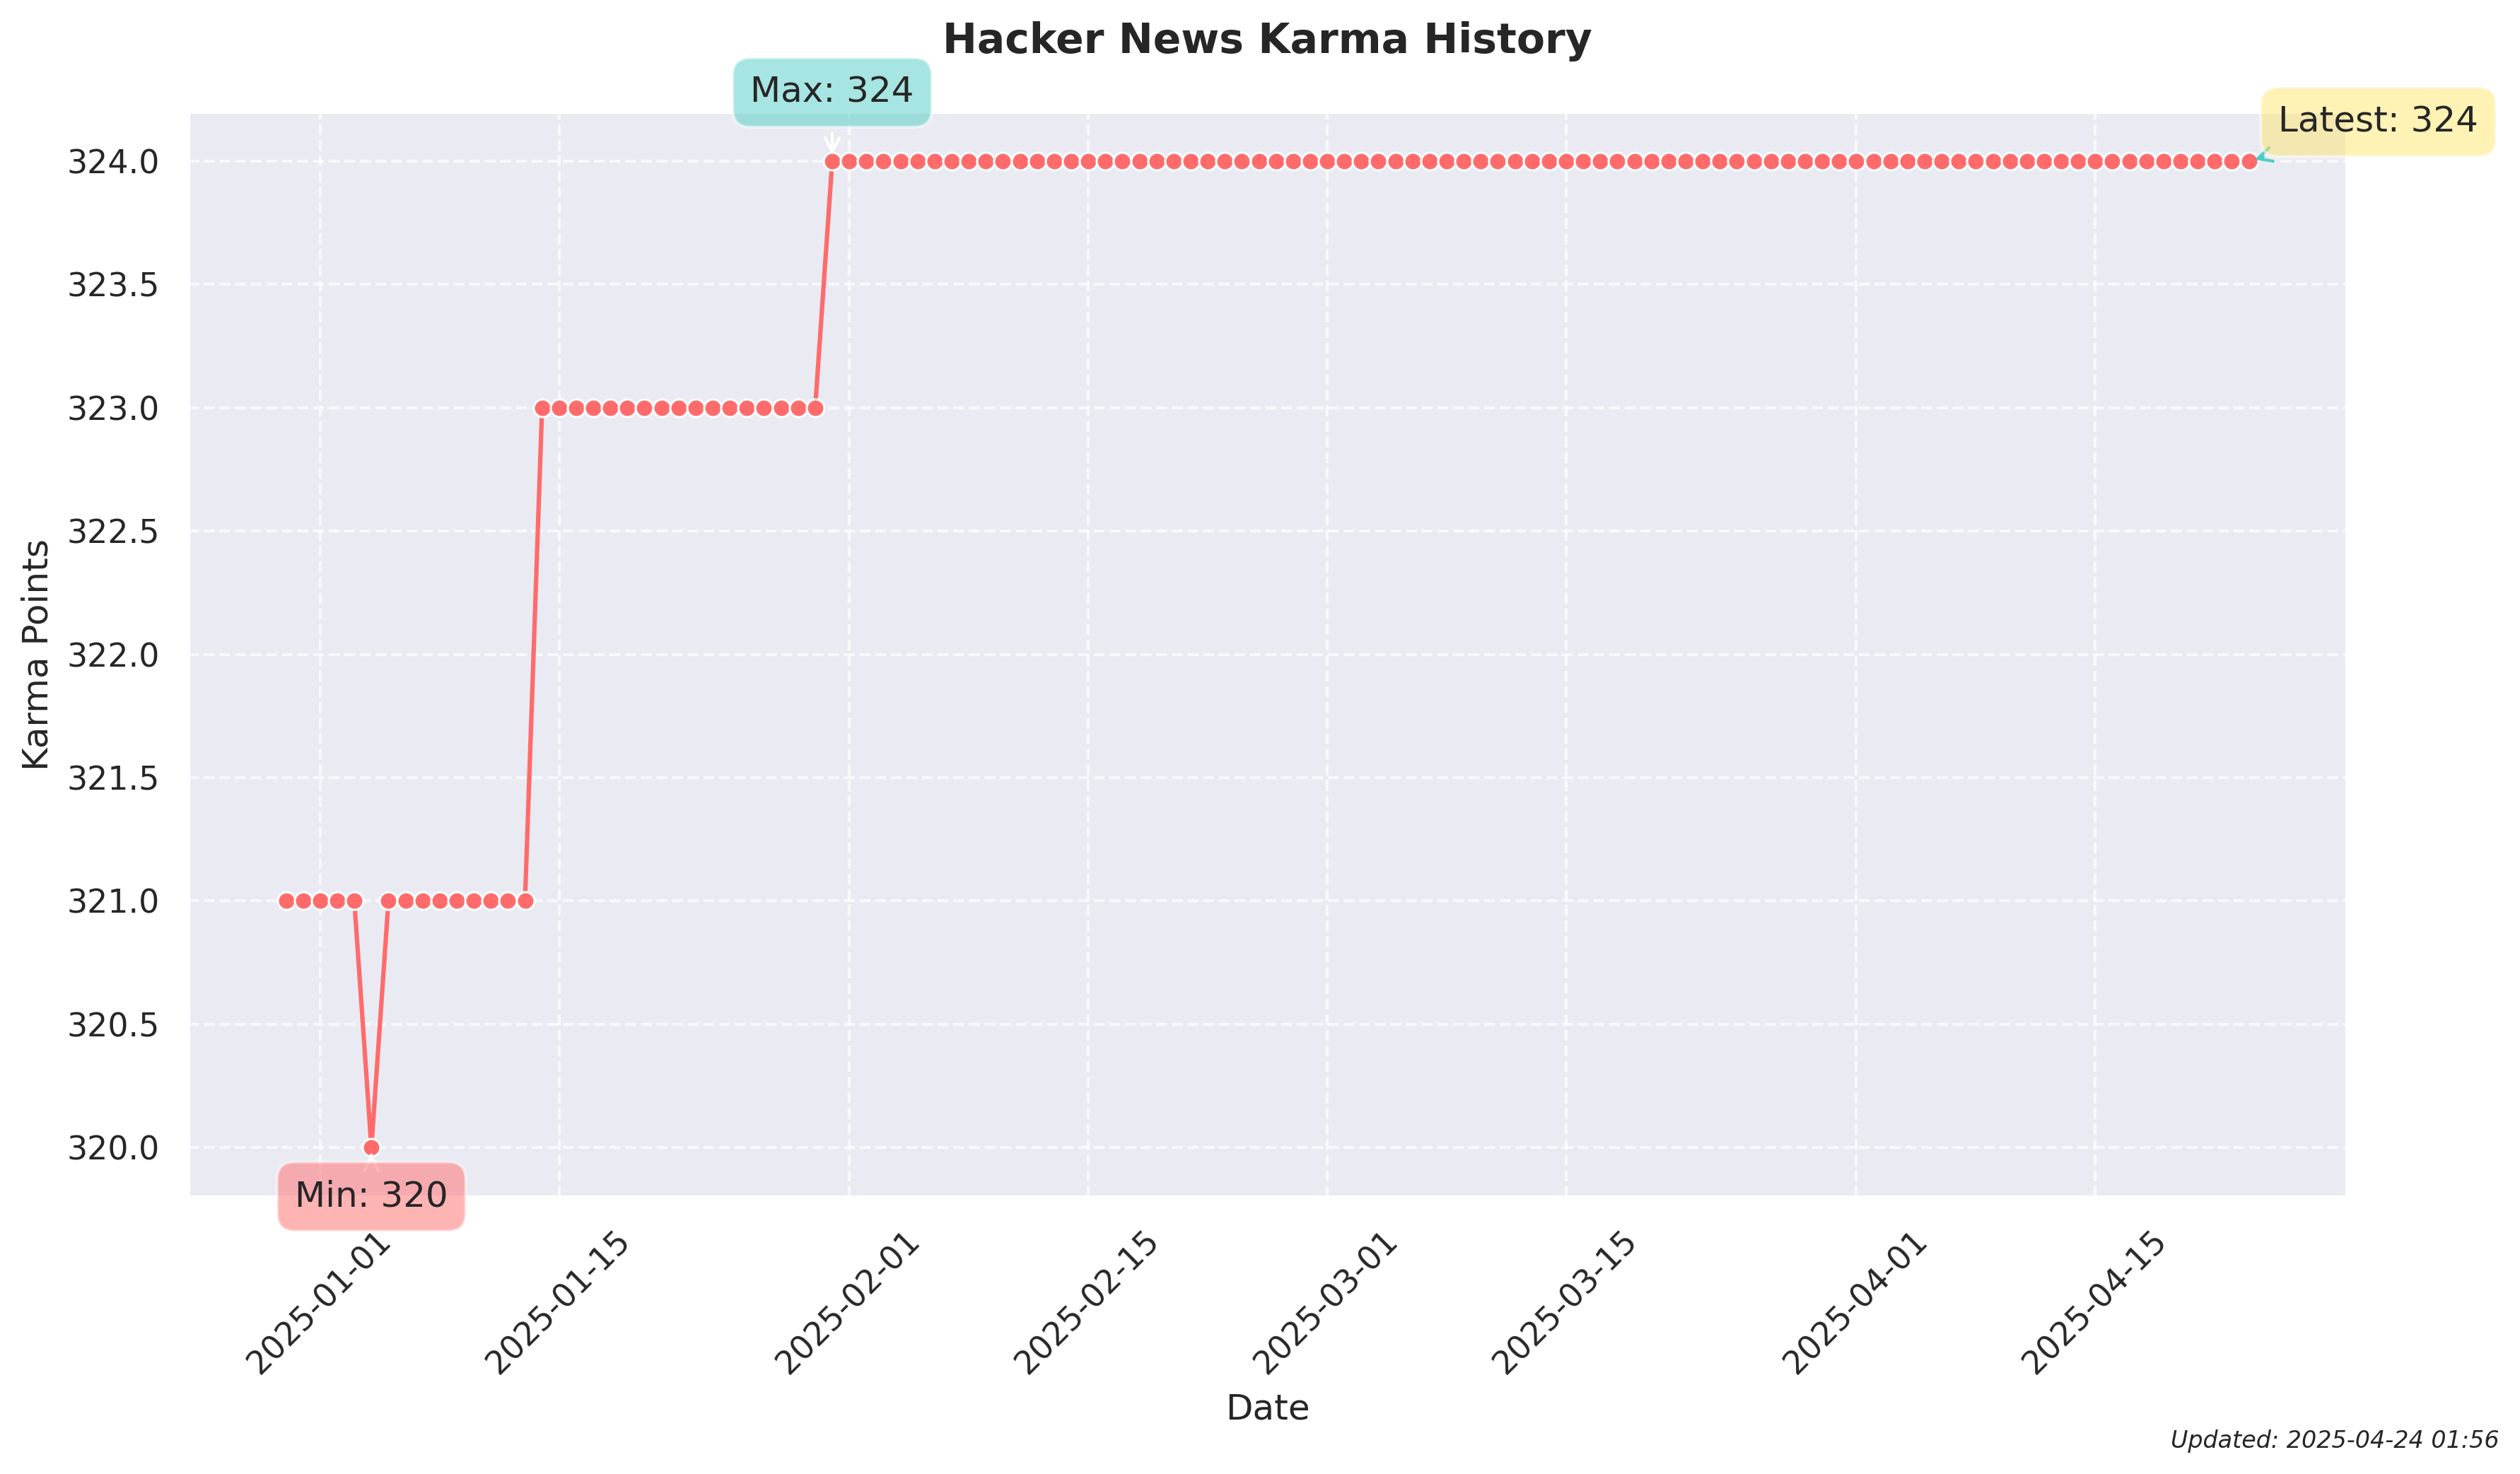 Hacker News Karma History
Max: 324
Latest: 324
324.0
323.5
323.0
322.5
322.0
321.5
321.0
320.5
320.0
Karma Points
Min: 320
2025-01-01
2025-01-15
2025-02-01
2025-02-15
2025-03-01
2025-03-15
2025-04-01
2025-04-15
Date
Updated: 2025-04-24 01:56